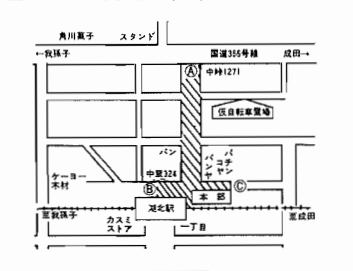 角川菓子 スタンド
←我孫子 国道356号線 成田→
Ⓐ 中峠1271
仮自転車置場
パン
パンヤ
パチヤンコ
ケーヨー
木材
中里324
Ⓑ
Ⓒ
本部
湖北駅
至我孫子
至成田
カスミ
ストア
一丁目